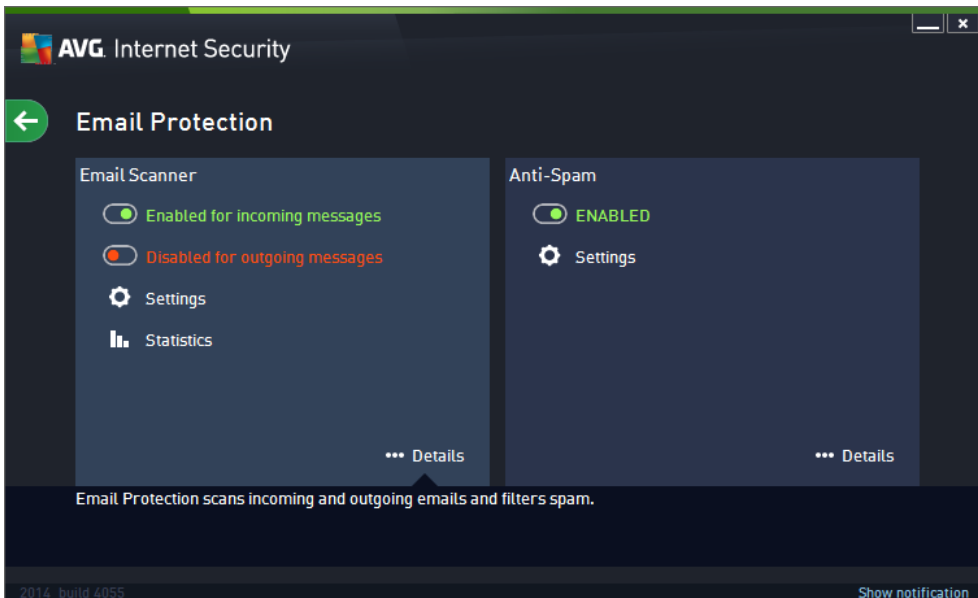 AVG. Internet Security
Email Protection
Email Scanner
Enabled for incoming messages
Disabled for outgoing messages
Settings
Statistics
Details
Anti-Spam
ENABLED
Settings
Details
Email Protection scans incoming and outgoing emails and filters spam.
2014 build 4055
Show notification